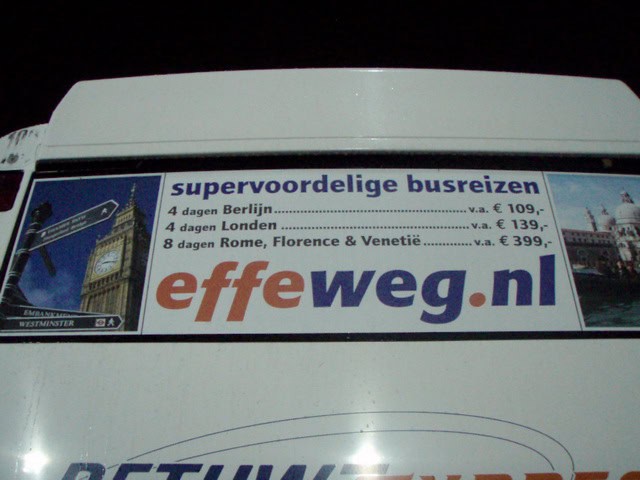 supervoordelige busreizen
4 dagen Berlijn.......................................................v.a. € 109,-
4 dagen Londen.....................................................v.a. € 139,-
8 dagen Rome, Florence & Venetië..............v.a. € 399,-
effeweg.nl
WESTMINSTER